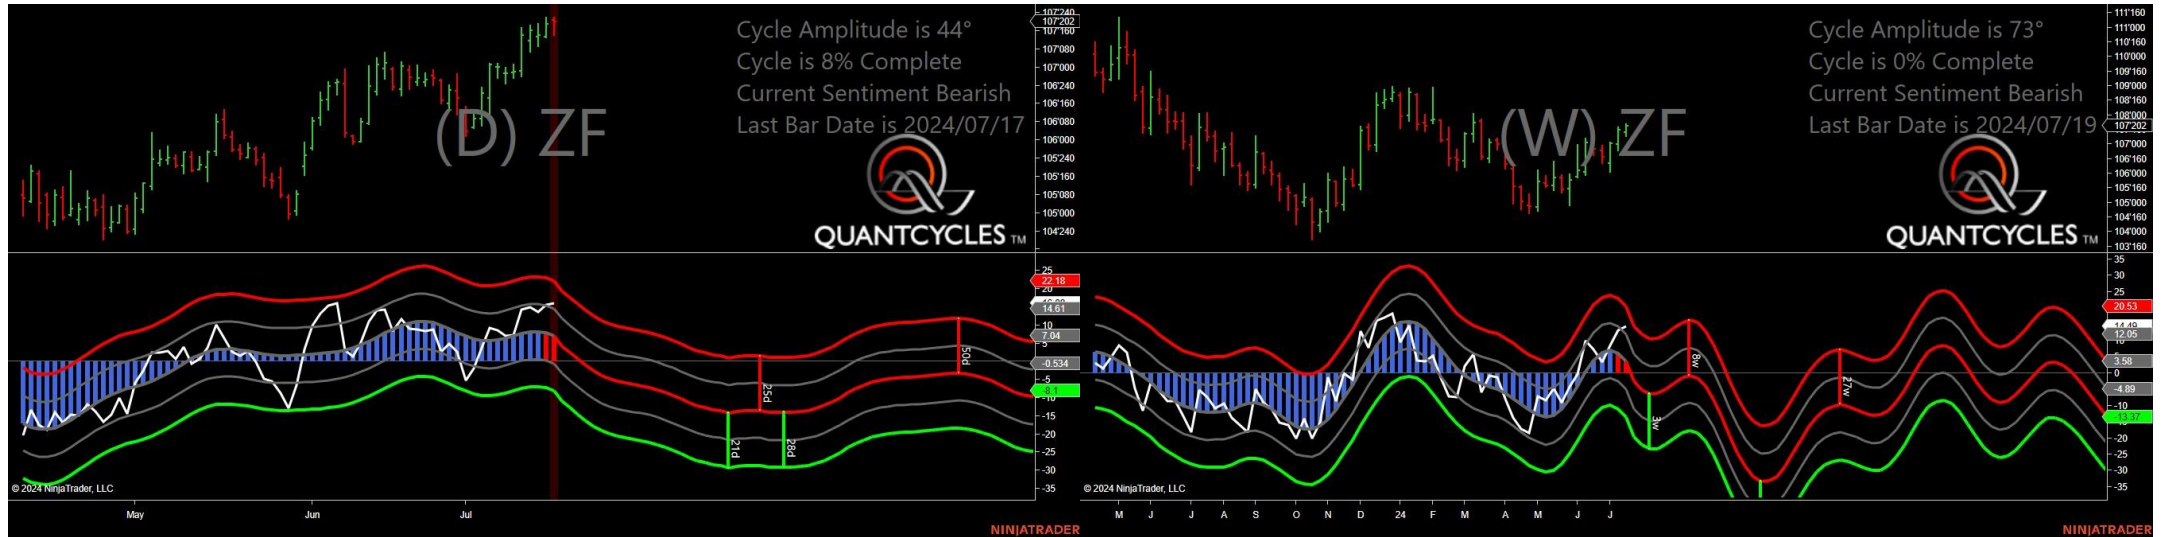 Cycle Amplitude is 44°
Cycle is 8% Complete
Current Sentiment Bearish
Last Bar Date is 2024/07/17
(D) ZF
QUANTCYCLES TM
107'240
107'202
107'160
107'080
107'000
106'240
106'160
106'080
106'000
105'240
105'160
105'080
105'000
104'240
25
22.18
20
14.61
10
7.04
-0.534
-5
-8.1
-10
-15
-20
-25
-30
-35
25d
50d
21d
28d
© 2024 NinjaTrader, LLC
May Jun Jul
NINJATRADER
Cycle Amplitude is 73°
Cycle is 0% Complete
Current Sentiment Bearish
Last Bar Date is 2024/07/19
(W) ZF
QUANTCYCLES TM
111'160
111'000
110'160
110'000
109'160
109'000
108'160
108'000
107'202
107'000
106'160
106'000
105'160
105'000
104'160
104'000
103'160
35
30
25
20.53
14.49
12.05
3.58
0
-4.89
-10
-13.37
-20
-25
-30
-35
8w
27w
3w
© 2024 NinjaTrader, LLC
M J J A S O N D 24 F M A M J J
NINJATRADER